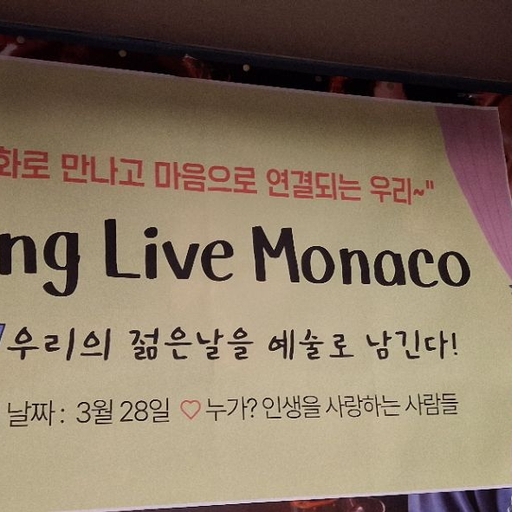 화로 만나고 마음으로 연결되는 우리~"
ng Live Monaco
우리의 젊은날을 예술로 남긴다!
날짜: 3월 28일 ♡ 누가? 인생을 사랑하는 사람들